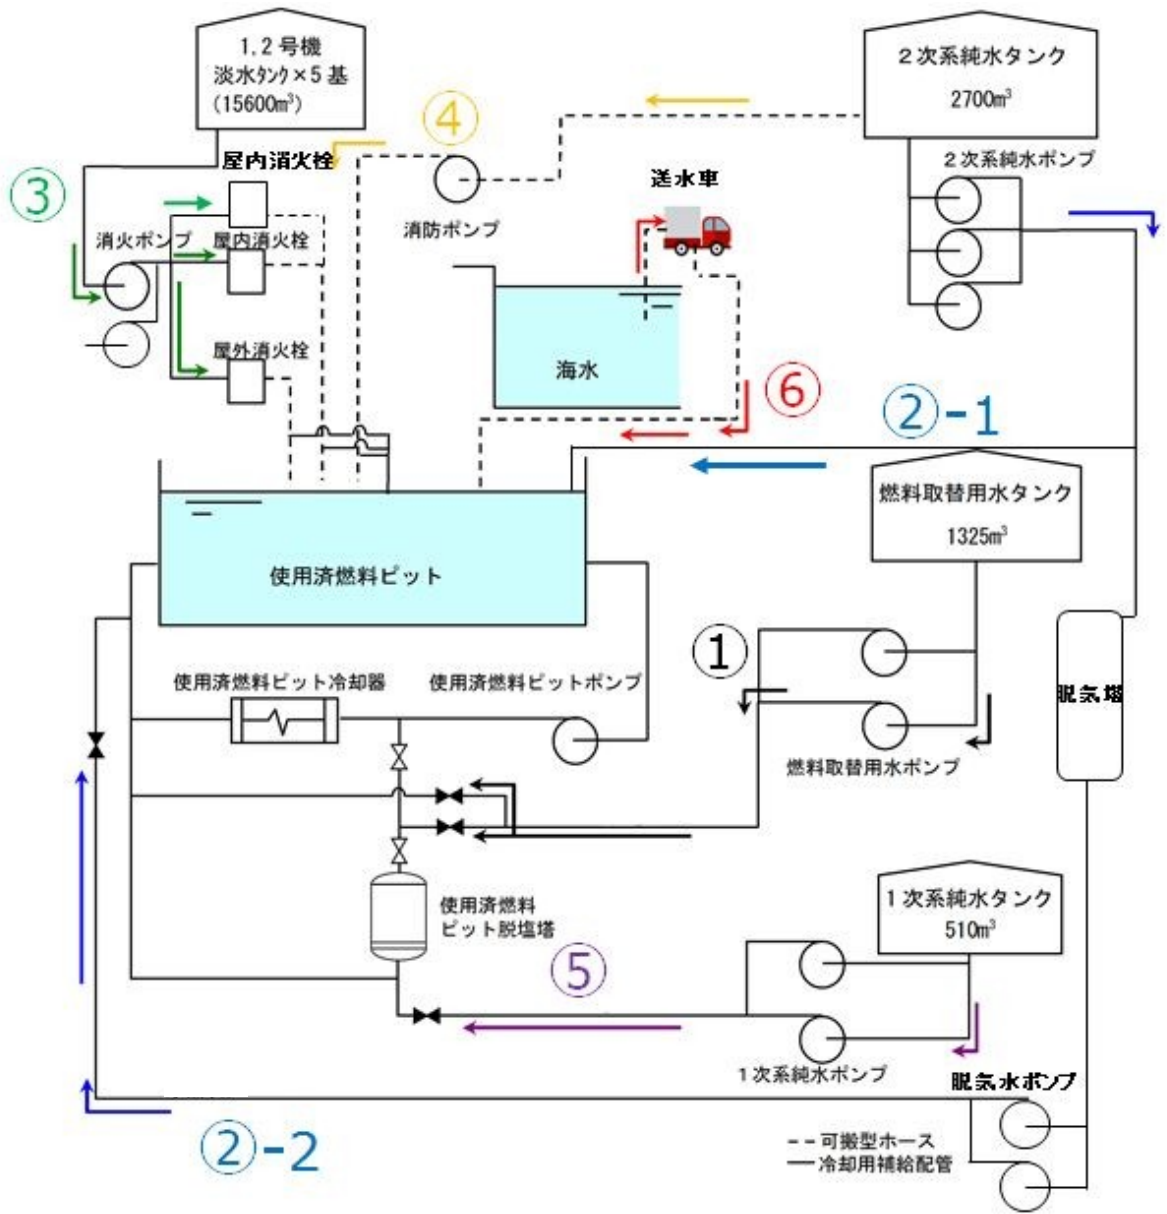 1, 2 号機
淡水タンク×5 基
(15600m³)
2次系純水タンク
2700m³
④
屋内消火栓
2次系純水ポンプ
③
送水車
消防ポンプ
消火ポンプ
屋内消火栓
屋外消火栓
海水
⑥
②-1
燃料取替用水タンク
1325m³
使用済燃料ピット
①
使用済燃料ピット冷却器
使用済燃料ピットポンプ
脱気塔
燃料取替用水ポンプ
使用済燃料
ピット脱塩塔
1次系純水タンク
510m³
⑤
1次系純水ポンプ
脱気水ポンプ
②-2
可搬型ホース
冷却用補給配管